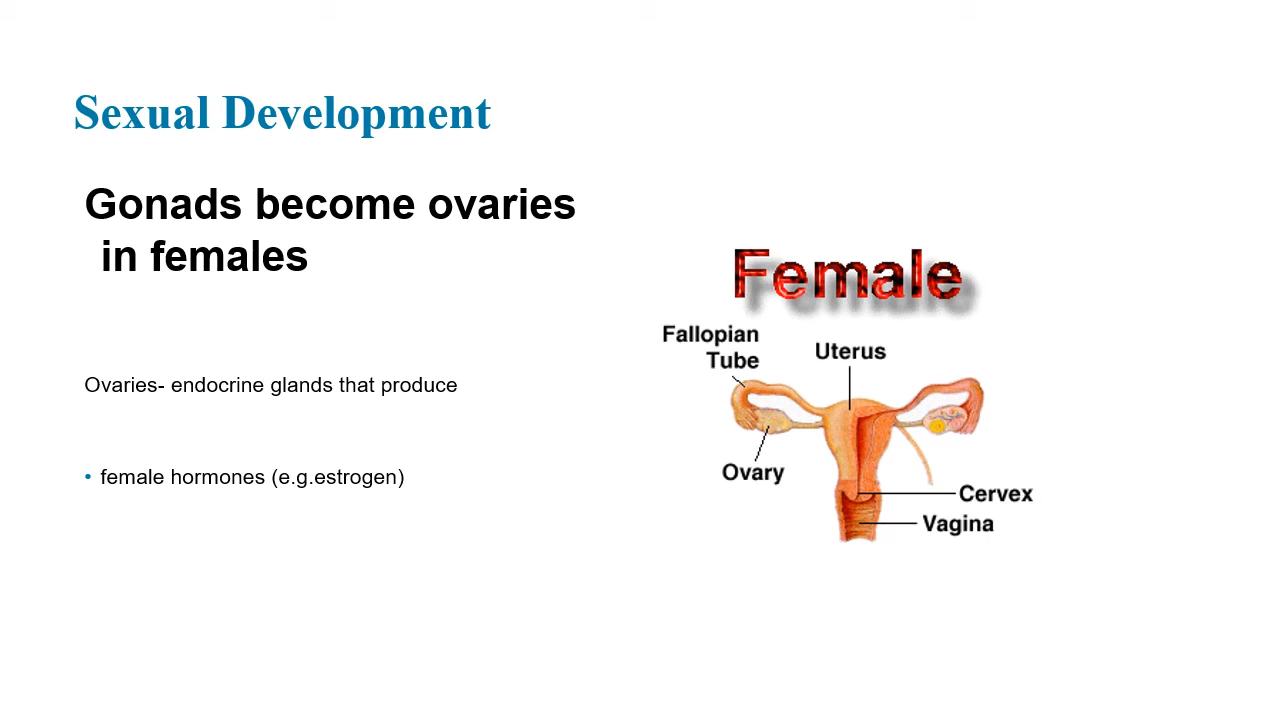 Sexual Development
Gonads become ovaries
in females
Ovaries- endocrine glands that produce
• female hormones (e.g.estrogen)
Female
Fallopian
Tube
Uterus
Ovary
Cervex
Vagina